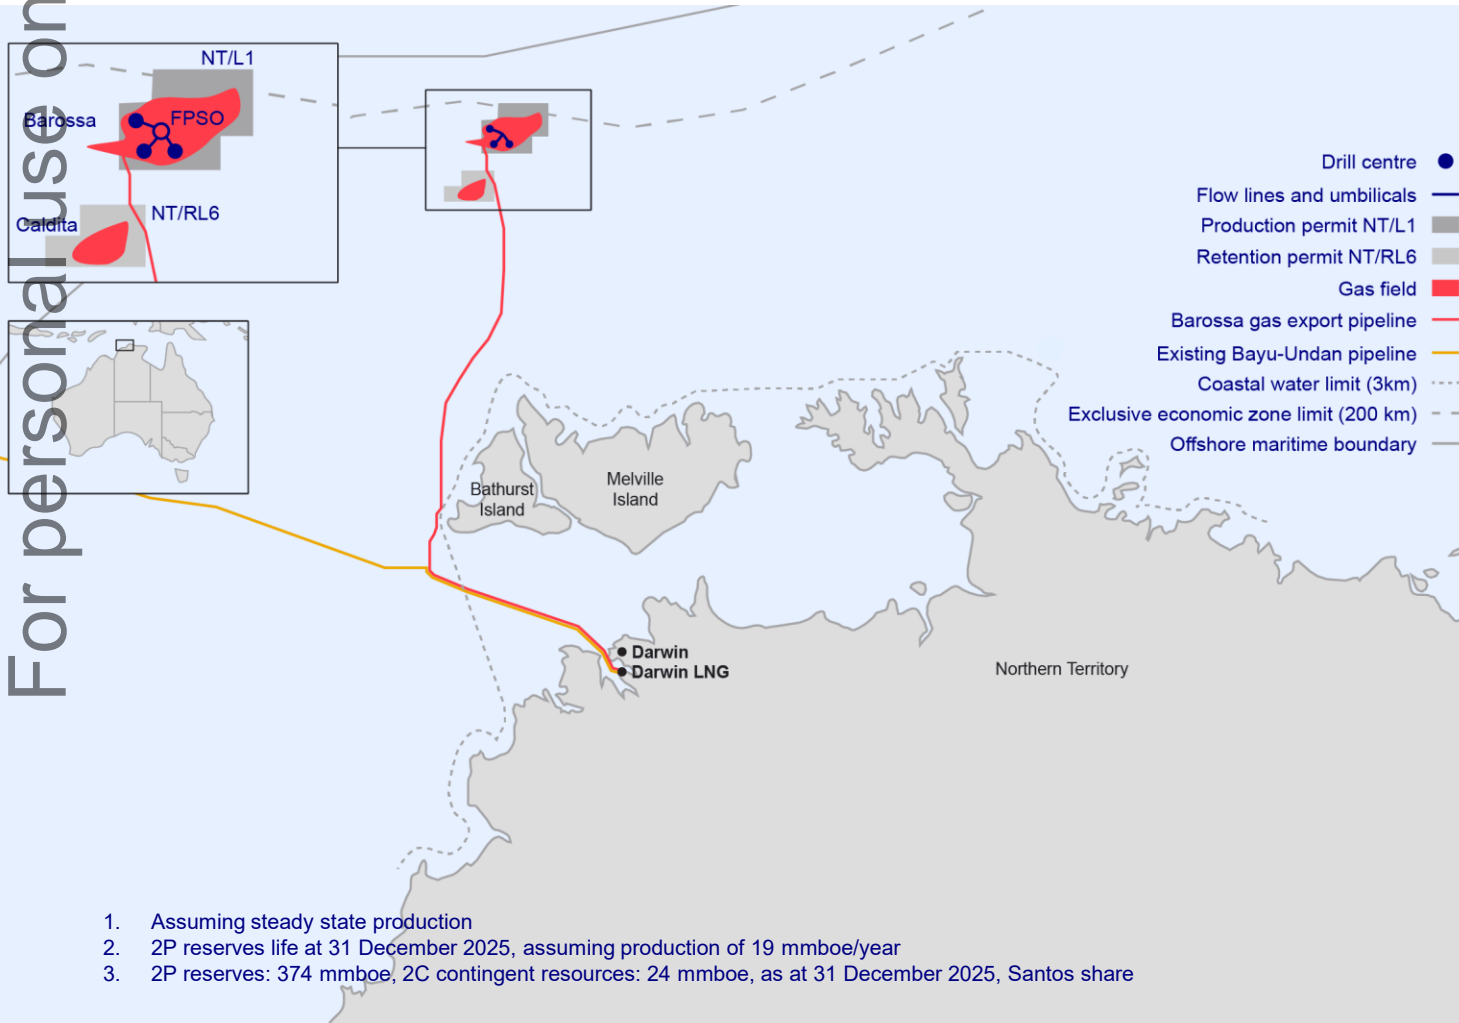 For personal use on
NT/L1
Barossa
FPSO
Caldita
NT/RL6
Drill centre
Flow lines and umbilicals
Production permit NT/L1
Retention permit NT/RL6
Gas field
Barossa gas export pipeline
Existing Bayu-Undan pipeline
Coastal water limit (3km)
Exclusive economic zone limit (200 km)
Offshore maritime boundary
Melville
Island
Bathurst
Island
Darwin
Darwin LNG
Northern Territory
1. Assuming steady state production
2. 2P reserves life at 31 December 2025, assuming production of 19 mmboe/year
3. 2P reserves: 374 mmboe, 2C contingent resources: 24 mmboe, as at 31 December 2025, Santos share